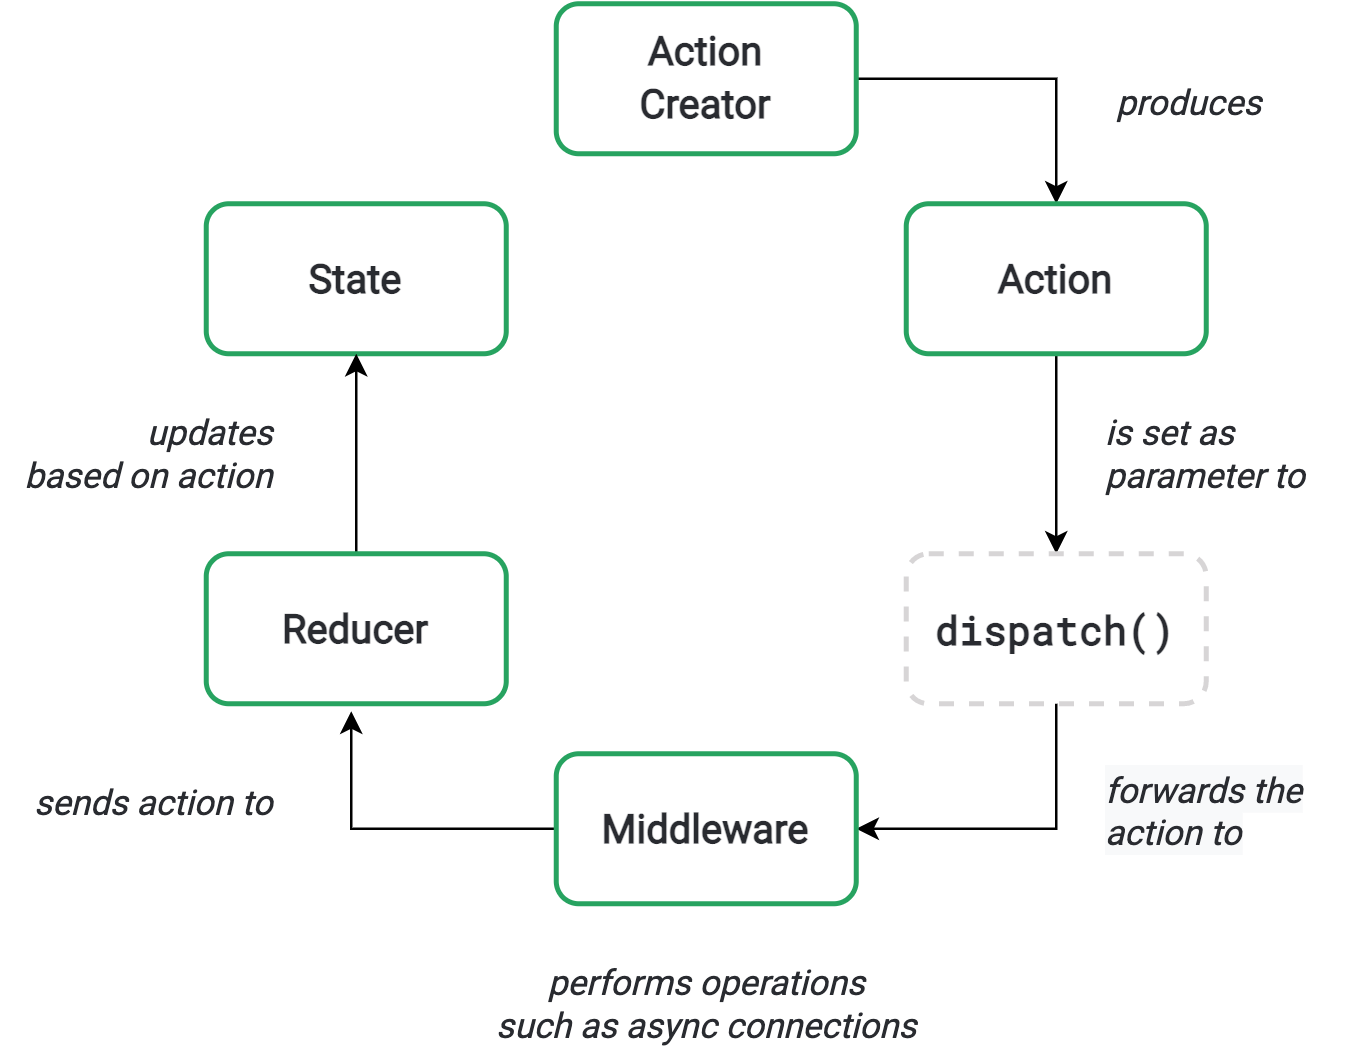 Action
Creator
produces
State
Action
updates
based on action
is set as
parameter to
Reducer
dispatch()
sends action to
Middleware
forwards the
action to
performs operations
such as async connections